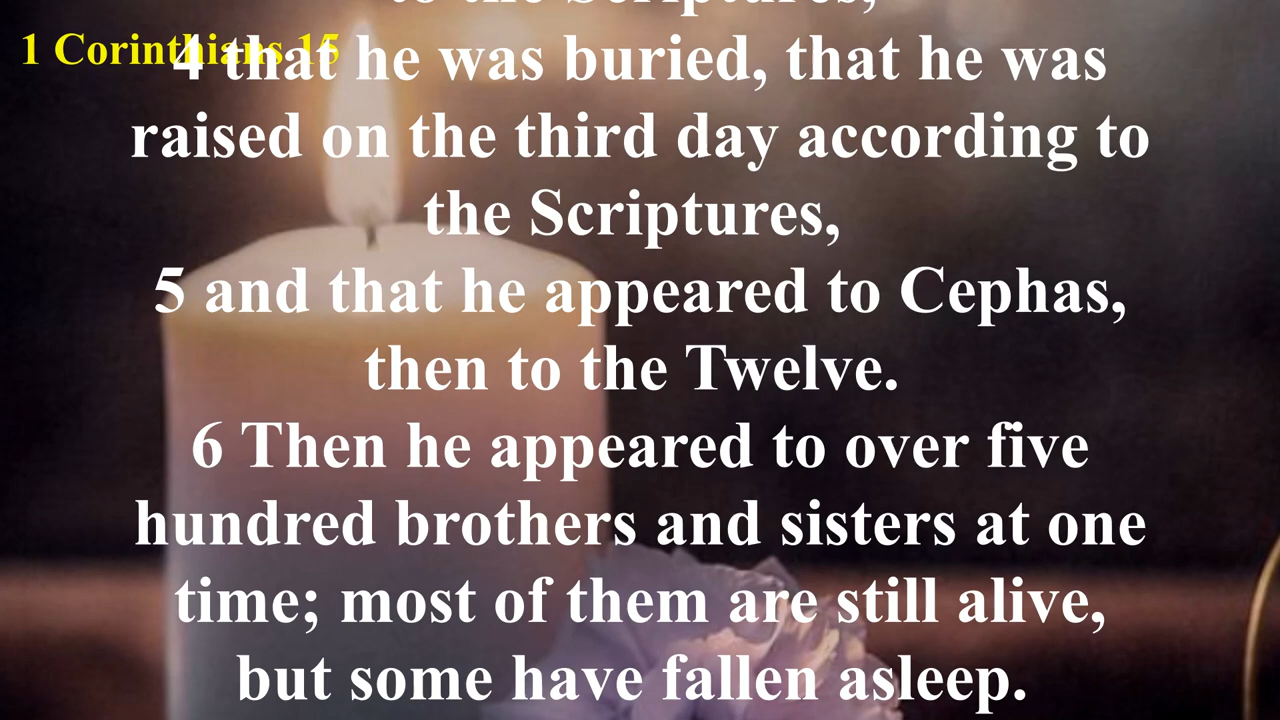 to the Scriptures,
1 Corinthians 15
4 that he was buried, that he was
raised on the third day according to
the Scriptures,
5 and that he appeared to Cephas,
then to the Twelve.
6 Then he appeared to over five
hundred brothers and sisters at one
time; most of them are still alive,
but some have fallen asleep.